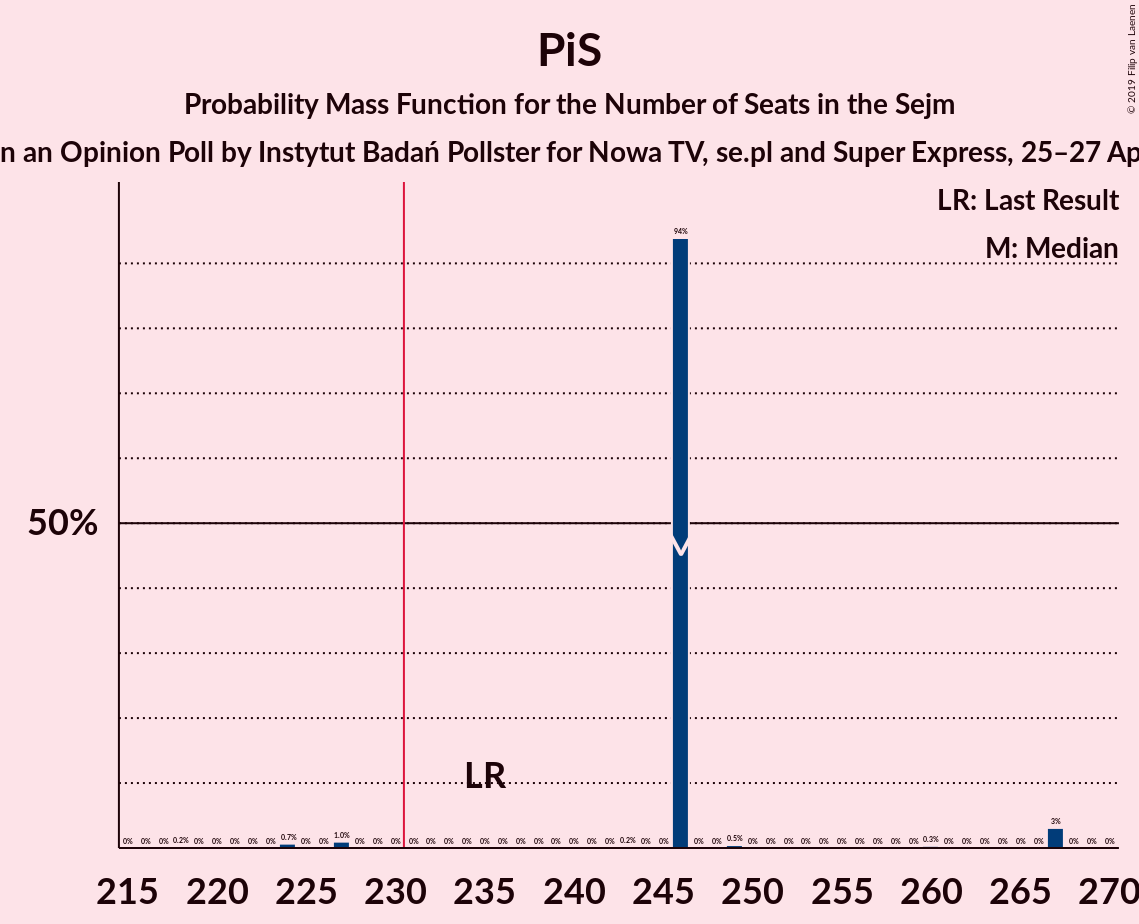 PiS
Probability Mass Function for the Number of Seats in the Sejm
n an Opinion Poll by Instytut Badań Pollster for Nowa TV, se.pl and Super Express, 25–27 Ap
© 2019 Filip van Laenen
LR: Last Result
M: Median
94%
50%
LR
0% 0% 0% 0.2% 0% 0% 0% 0% 0% 0.7% 0% 0% 1.0% 0% 0% 0% 0% 0% 0% 0% 0% 0% 0% 0% 0% 0% 0% 0% 0.2% 0% 0% 0% 0% 0.5% 0% 0% 0% 0% 0% 0% 0% 0% 0% 0% 0.3% 0% 0% 0% 0% 0% 0% 3% 0% 0% 0%
215 220 225 230 235 240 245 250 255 260 265 270